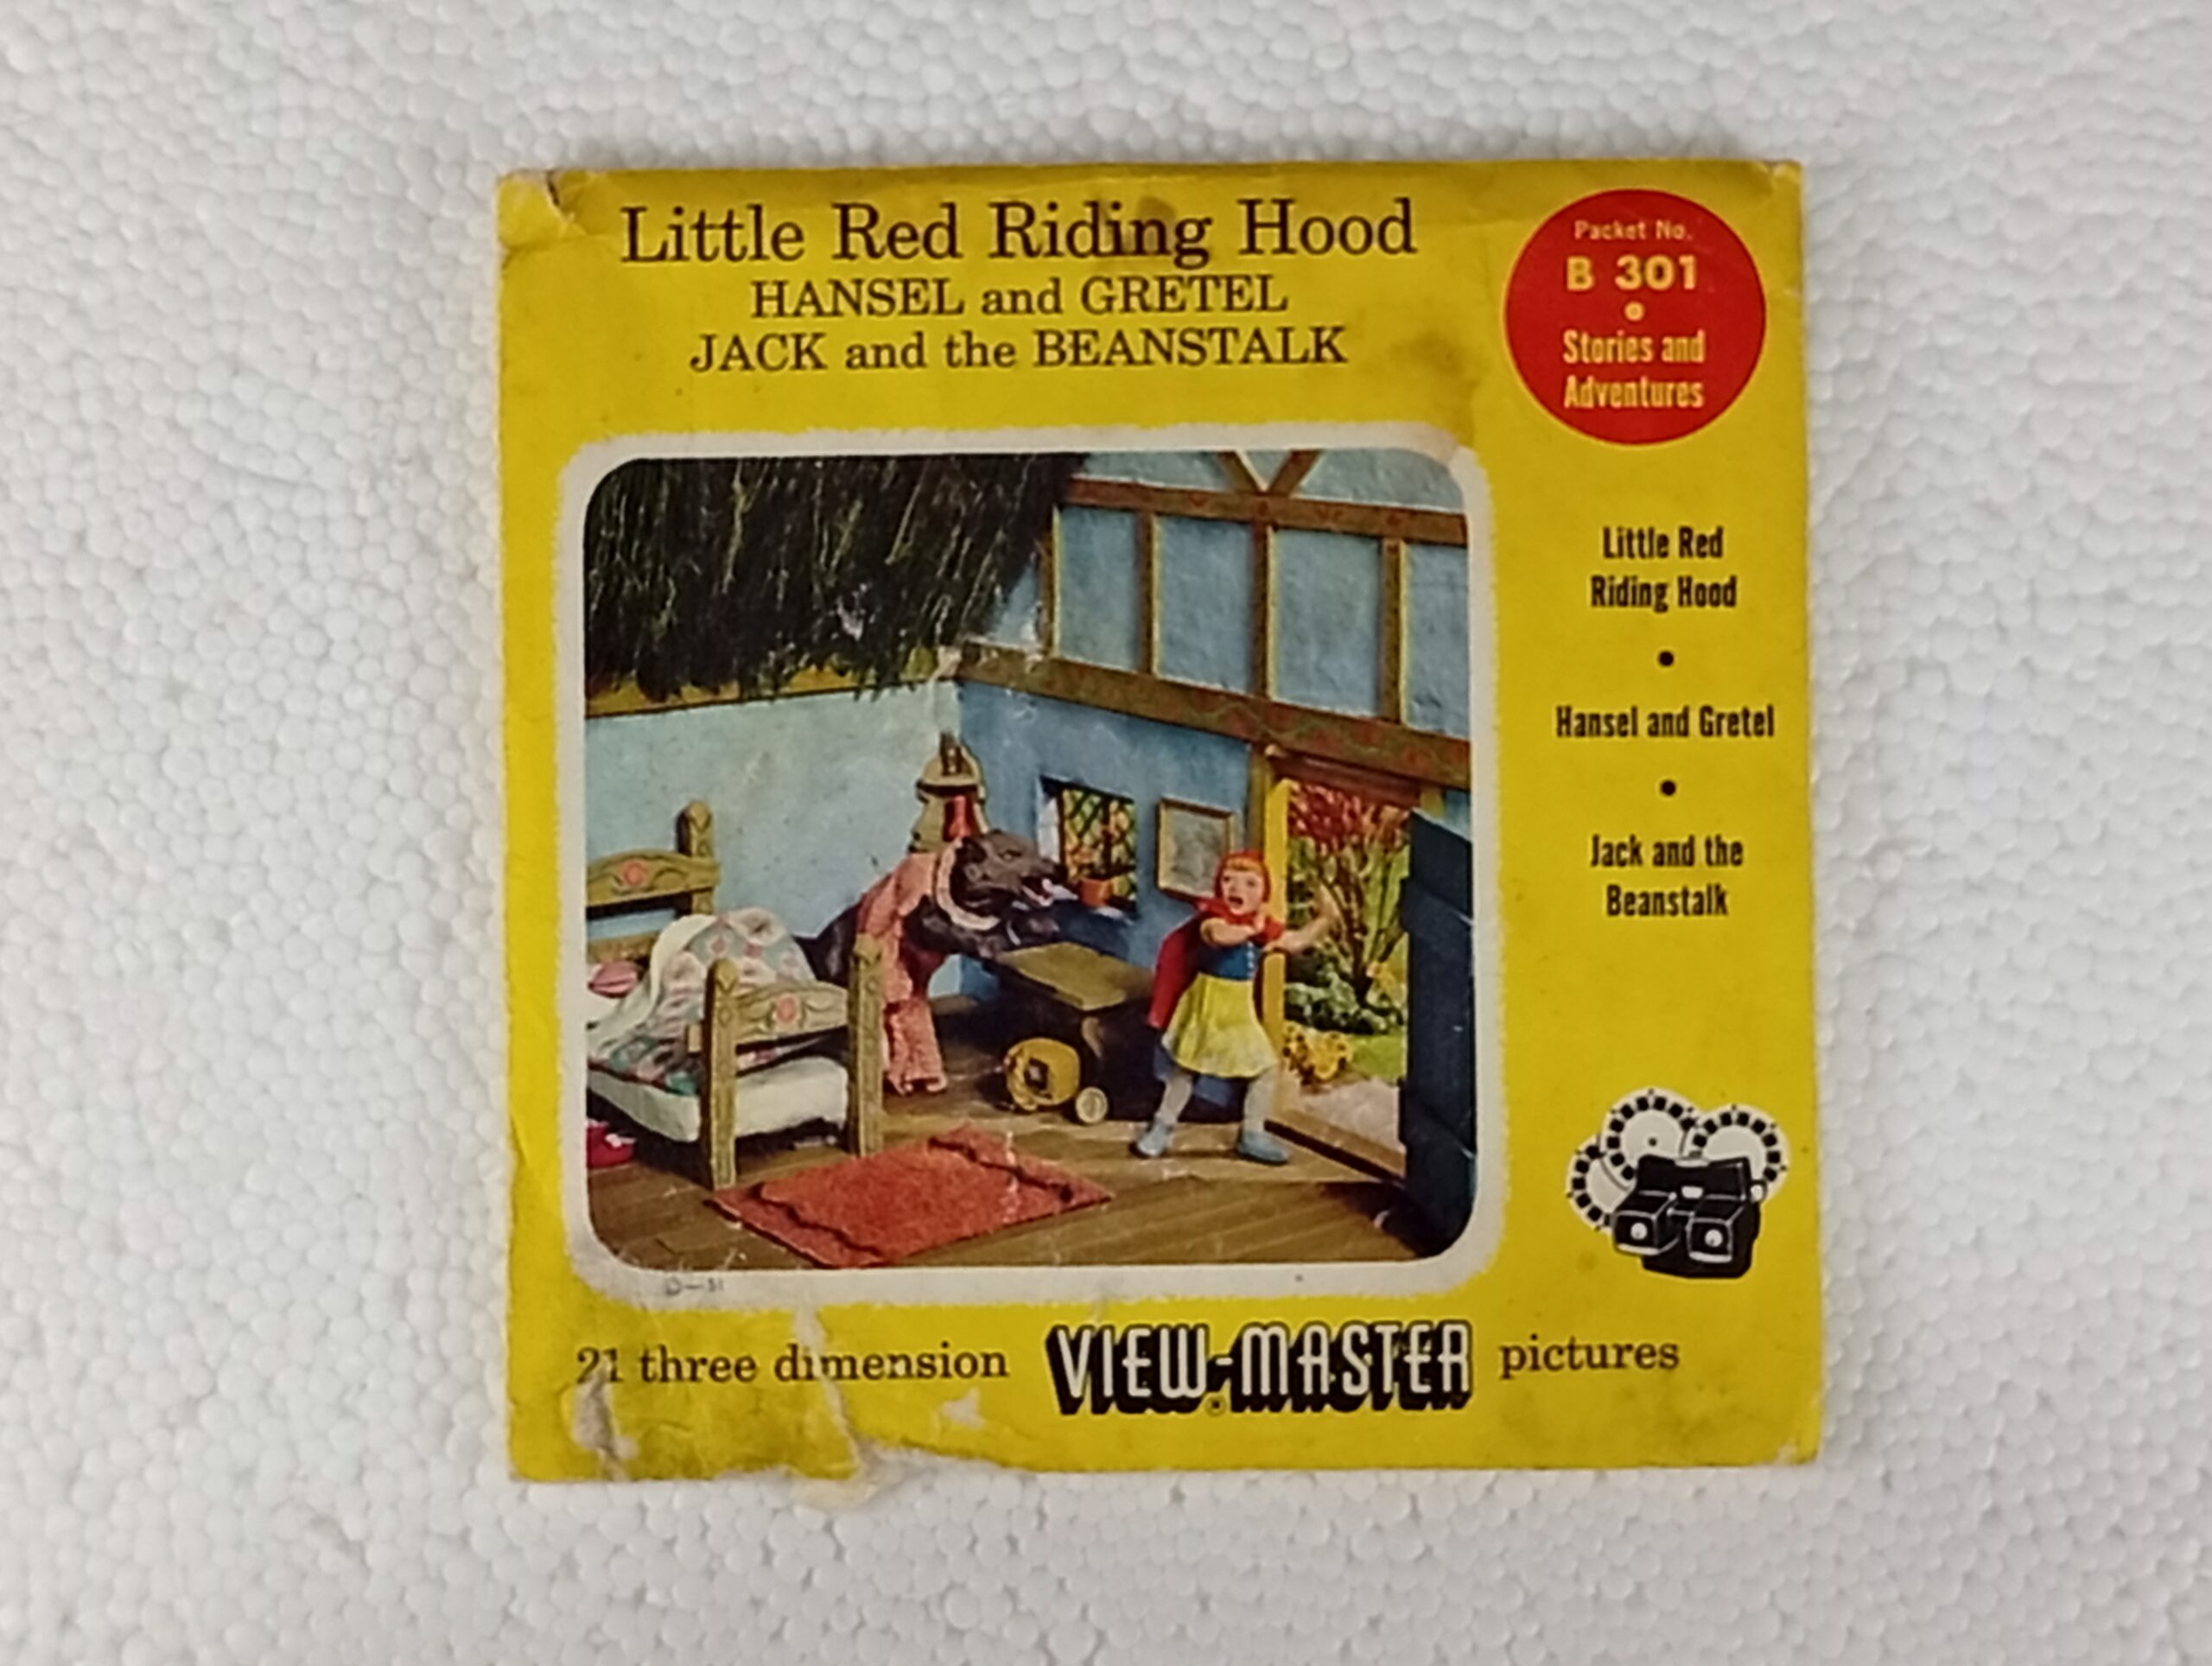 Little Red Riding Hood
HANSEL and GRETEL
JACK and the BEANSTALK
Packet No.
B 301
Stories and
Adventures
Little Red
Riding Hood
Hansel and Gretel
Jack and the
Beanstalk
21 three dimension VIEW-MASTER pictures